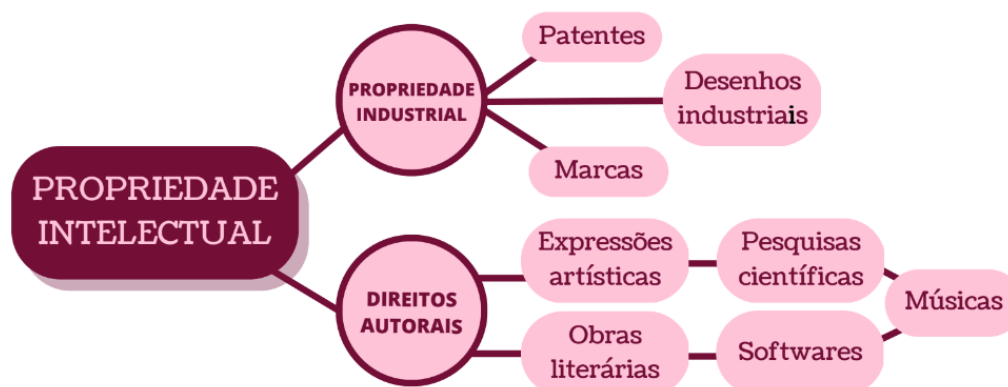 PROPRIEDADE
INTELECTUAL
PROPRIEDADE
INDUSTRIAL
Patentes
Desenhos
industriais
Marcas
DIREITOS
AUTORAIS
Expressões
artísticas
Pesquisas
científicas
Músicas
Obras
literárias
Softwares